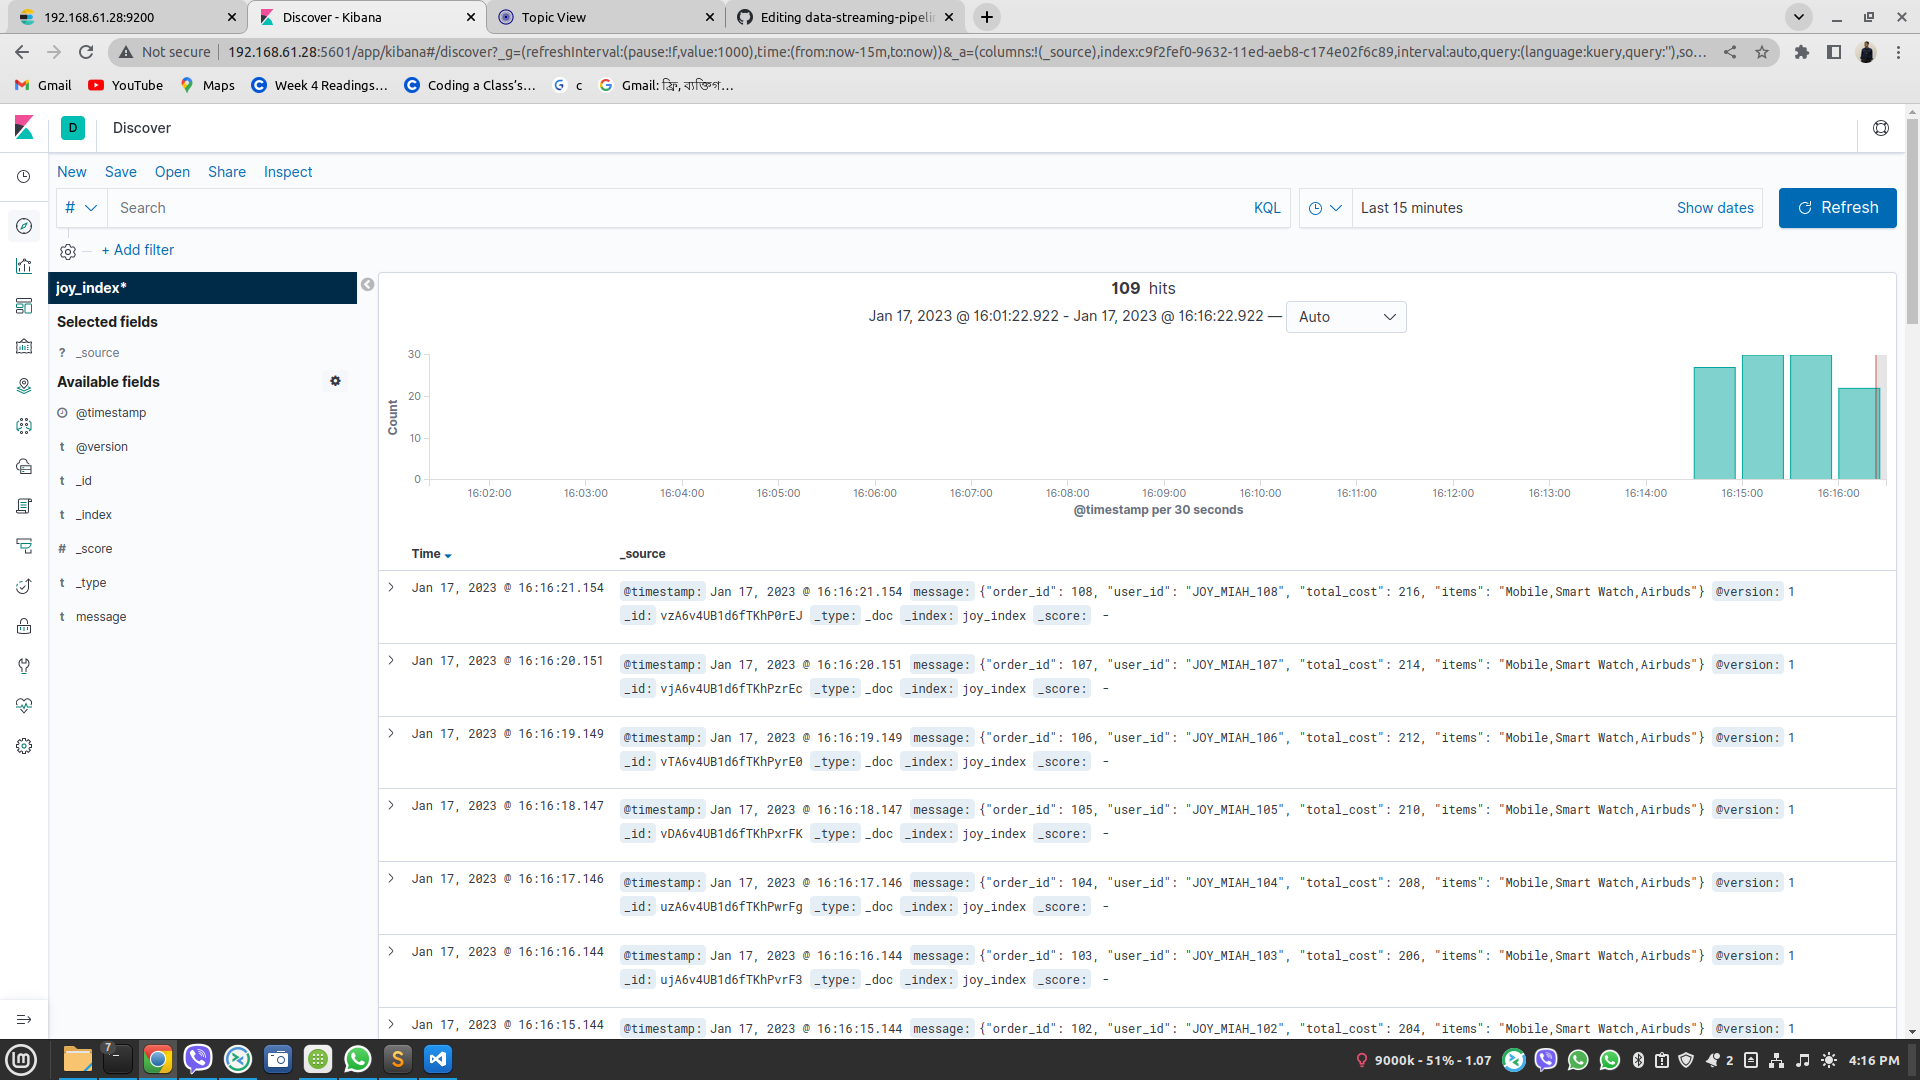 192.168.61.28:9200
Discover - Kibana
Topic View
Editing data-streaming-pipeli
Not secure
192.168.61.28:5601/app/kibana#/discover?_g=(refreshInterval:(pause:!f,value:1000),time:(from:now-15m,to:now))&_a=(columns:!(_source),index:c9f2fef0-9632-11ed-aeb8-c174e02f6c89,interval:auto,query:(language:kuery,query:''),so...
Gmail
YouTube
Maps
Week 4 Readings...
Coding a Class's...
c
Gmail: ফ্রি, ব্যক্তিগ...
D
Discover
New Save Open Share Inspect
# Search KQL
Last 15 minutes Show dates
Refresh
+ Add filter
joy_index*
Selected fields
? _source
Available fields
@timestamp
t @version
t _id
t _index
# _score
t _type
t message
109 hits
Jan 17, 2023 @ 16:01:22.922 - Jan 17, 2023 @ 16:16:22.922 — Auto
Count
30
20
10
0
16:02:00 16:03:00 16:04:00 16:05:00 16:06:00 16:07:00 16:08:00 16:09:00 16:10:00 16:11:00 16:12:00 16:13:00 16:14:00 16:15:00 16:16:00
@timestamp per 30 seconds
Time _source
Jan 17, 2023 @ 16:16:21.154 @timestamp: Jan 17, 2023 @ 16:16:21.154 message: {"order_id": 108, "user_id": "JOY_MIAH_108", "total_cost": 216, "items": "Mobile,Smart Watch,Airbuds"} @version: 1
_id: vzA6v4UB1d6fTKhP0rEJ _type: _doc _index: joy_index _score: -
Jan 17, 2023 @ 16:16:20.151 @timestamp: Jan 17, 2023 @ 16:16:20.151 message: {"order_id": 107, "user_id": "JOY_MIAH_107", "total_cost": 214, "items": "Mobile,Smart Watch,Airbuds"} @version: 1
_id: vjA6v4UB1d6fTKhPzrEc _type: _doc _index: joy_index _score: -
Jan 17, 2023 @ 16:16:19.149 @timestamp: Jan 17, 2023 @ 16:16:19.149 message: {"order_id": 106, "user_id": "JOY_MIAH_106", "total_cost": 212, "items": "Mobile,Smart Watch,Airbuds"} @version: 1
_id: vTA6v4UB1d6fTKhPyrE0 _type: _doc _index: joy_index _score: -
Jan 17, 2023 @ 16:16:18.147 @timestamp: Jan 17, 2023 @ 16:16:18.147 message: {"order_id": 105, "user_id": "JOY_MIAH_105", "total_cost": 210, "items": "Mobile,Smart Watch,Airbuds"} @version: 1
_id: vDA6v4UB1d6fTKhPxrFK _type: _doc _index: joy_index _score: -
Jan 17, 2023 @ 16:16:17.146 @timestamp: Jan 17, 2023 @ 16:16:17.146 message: {"order_id": 104, "user_id": "JOY_MIAH_104", "total_cost": 208, "items": "Mobile,Smart Watch,Airbuds"} @version: 1
_id: uzA6v4UB1d6fTKhPwrFg _type: _doc _index: joy_index _score: -
Jan 17, 2023 @ 16:16:16.144 @timestamp: Jan 17, 2023 @ 16:16:16.144 message: {"order_id": 103, "user_id": "JOY_MIAH_103", "total_cost": 206, "items": "Mobile,Smart Watch,Airbuds"} @version: 1
_id: ujA6v4UB1d6fTKhPvrF3 _type: _doc _index: joy_index _score: -
Jan 17, 2023 @ 16:16:15.144 @timestamp: Jan 17, 2023 @ 16:16:15.144 message: {"order_id": 102, "user_id": "JOY_MIAH_102", "total_cost": 204, "items": "Mobile,Smart Watch,Airbuds"} @version: 1
7
S
9000k - 51% - 1.07
2
4:16 PM